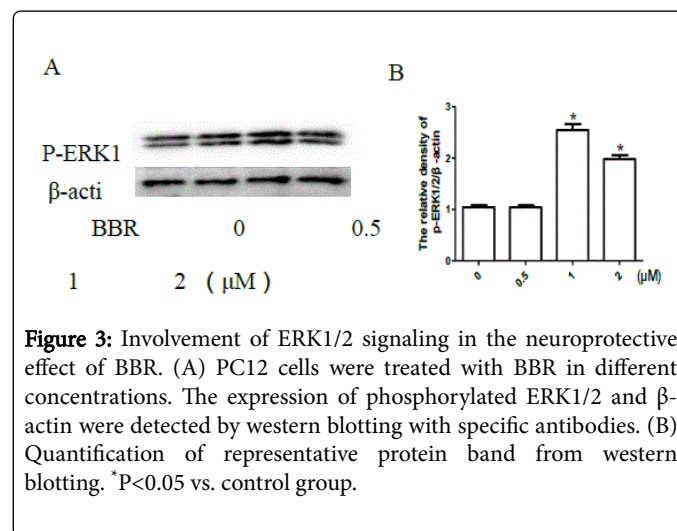 A
B
P-ERK1
β-acti
BBR 0 0.5
1 2 ( μM )
The relative density of
p-ERK1/2/β-actin
3
2
1
0
*
*
0 0.5 1 2 (μM)
Figure 3: Involvement of ERK1/2 signaling in the neuroprotective
effect of BBR. (A) PC12 cells were treated with BBR in different
concentrations. The expression of phosphorylated ERK1/2 and β-
actin were detected by western blotting with specific antibodies. (B)
Quantification of representative protein band from western
blotting. *P<0.05 vs. control group.